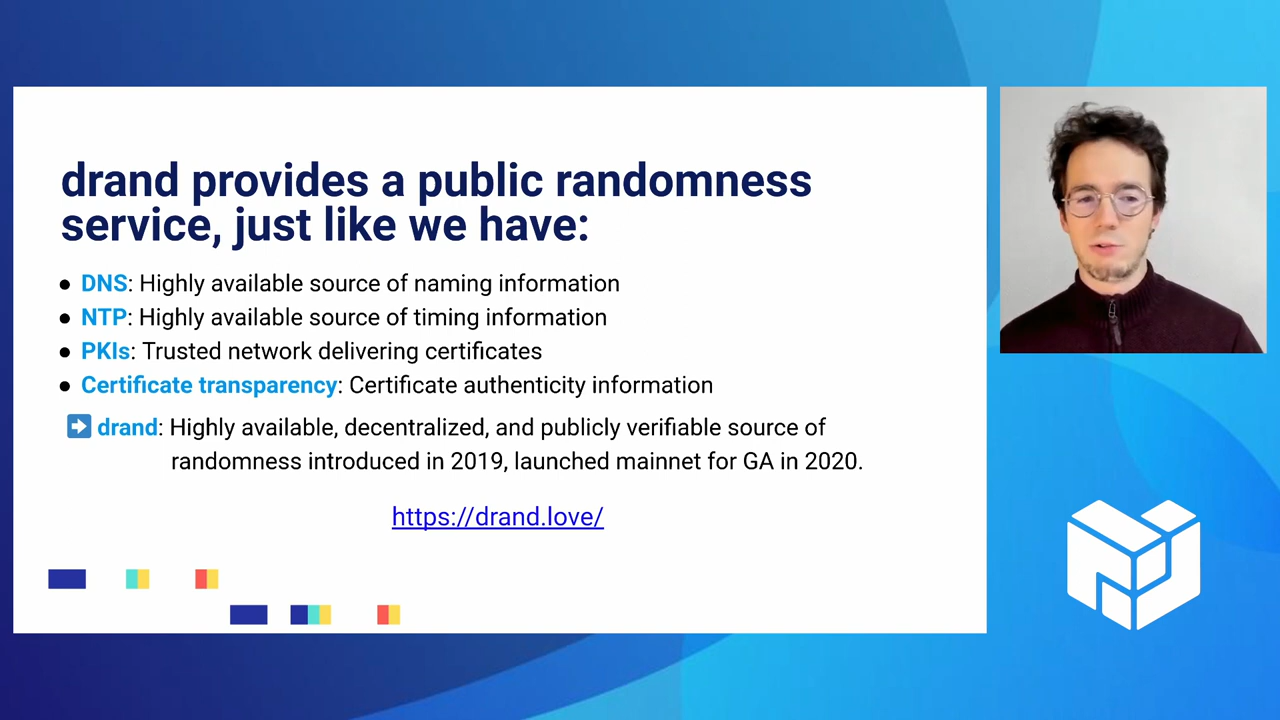 drand provides a public randomness
service, just like we have:
● DNS: Highly available source of naming information
● NTP: Highly available source of timing information
● PKIs: Trusted network delivering certificates
● Certificate transparency: Certificate authenticity information
➡ drand: Highly available, decentralized, and publicly verifiable source of
randomness introduced in 2019, launched mainnet for GA in 2020.
https://drand.love/